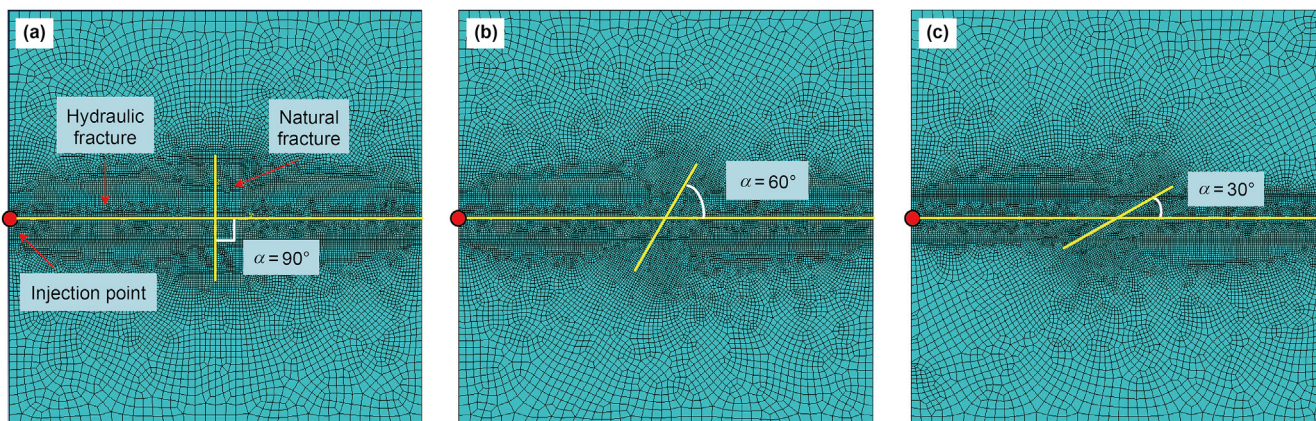 (a)
Hydraulic
fracture
Natural
fracture
α = 90°
Injection point
(b)
α = 60°
(c)
α = 30°